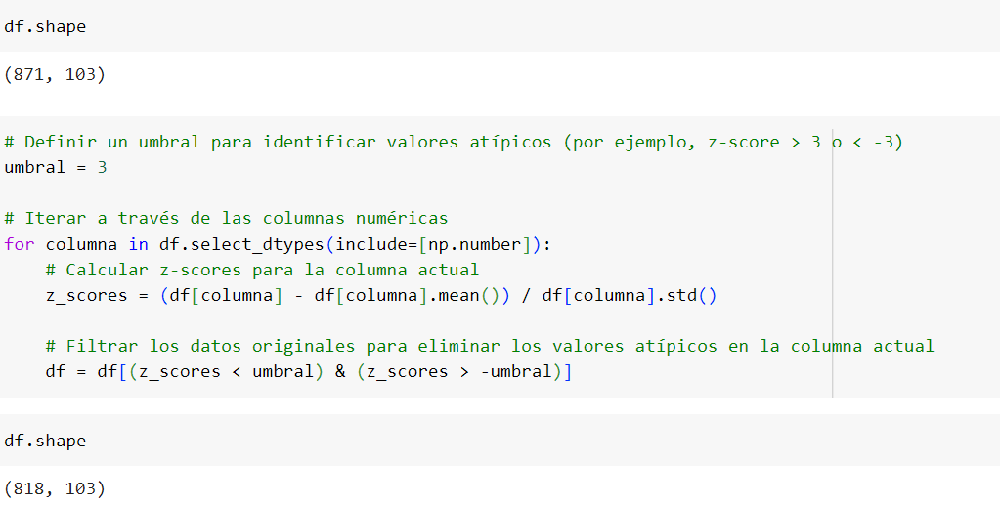 df.shape
(871, 103)
# Definir un umbral para identificar valores atípicos (por ejemplo, z-score > 3 o < -3)
umbral = 3
# Iterar a través de las columnas numéricas
for columna in df.select_dtypes(include=[np.number]):
    # Calcular z-scores para la columna actual
    z_scores = (df[columna] - df[columna].mean()) / df[columna].std()
    # Filtrar los datos originales para eliminar los valores atípicos en la columna actual
    df = df[(z_scores < umbral) & (z_scores > -umbral)]
df.shape
(818, 103)